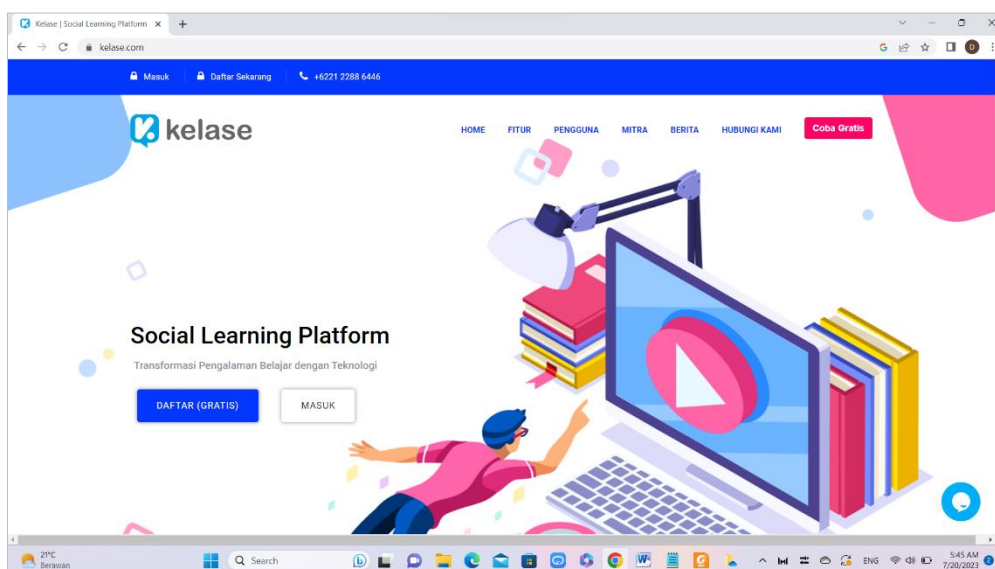 Kelase | Social Learning Platform
kelase.com
Masuk
Daftar Sekarang
+6221 2288 6446
kelase
HOME
FITUR
PENGGUNA
MITRA
BERITA
HUBUNGI KAMI
Coba Gratis
Social Learning Platform
Transformasi Pengalaman Belajar dengan Teknologi
DAFTAR (GRATIS)
MASUK
21°C
Berawan
Search
ENG
5:45 AM
7/20/2023
2